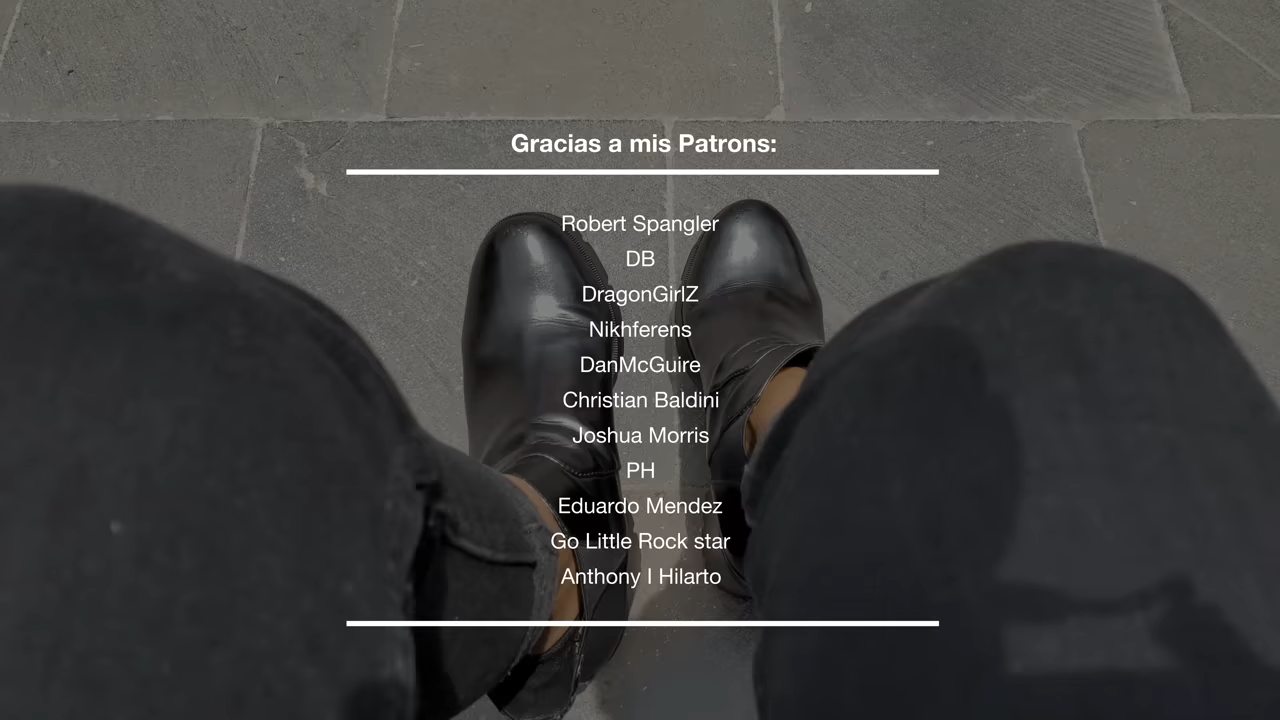 Gracias a mis Patrons:
Robert Spangler
DB
DragonGirlZ
Nikhferens
DanMcGuire
Christian Baldini
Joshua Morris
PH
Eduardo Mendez
Go Little Rock star
Anthony I Hilarto